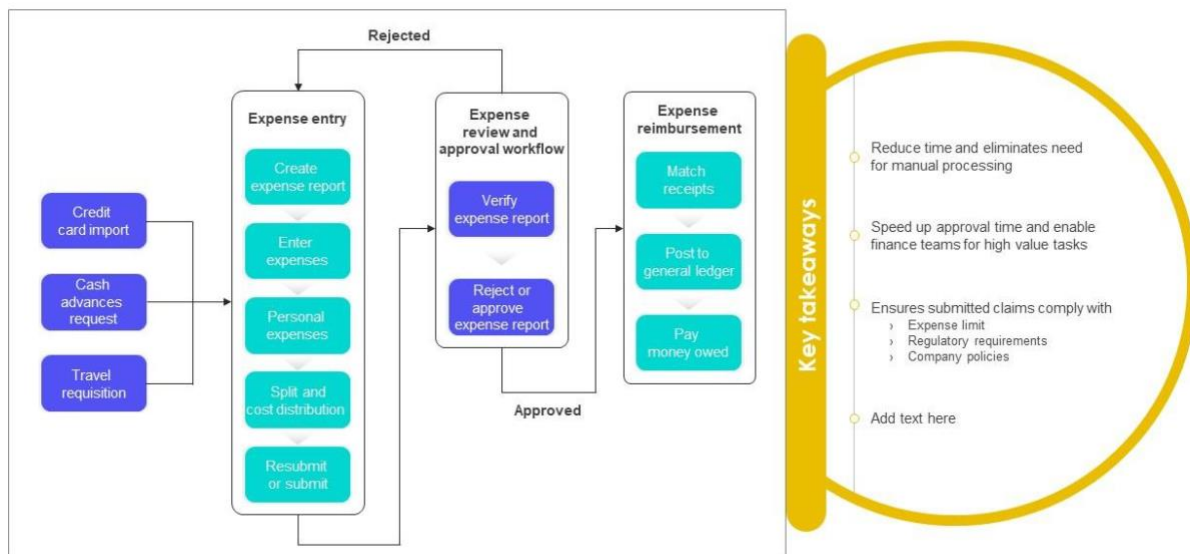 Rejected
Credit
card import
Cash
advances
request
Travel
requisition
Expense entry
Create
expense report
Enter
expenses
Personal
expenses
Split and
cost distribution
Resubmit
or submit
Expense
review and
approval workflow
Verify
expense report
Reject or
approve
expense report
Approved
Expense
reimbursement
Match
receipts
Post to
general ledger
Pay
money owed
Key takeaways
Reduce time and eliminates need
for manual processing
Speed up approval time and enable
finance teams for high value tasks
Ensures submitted claims comply with
› Expense limit
› Regulatory requirements
› Company policies
Add text here